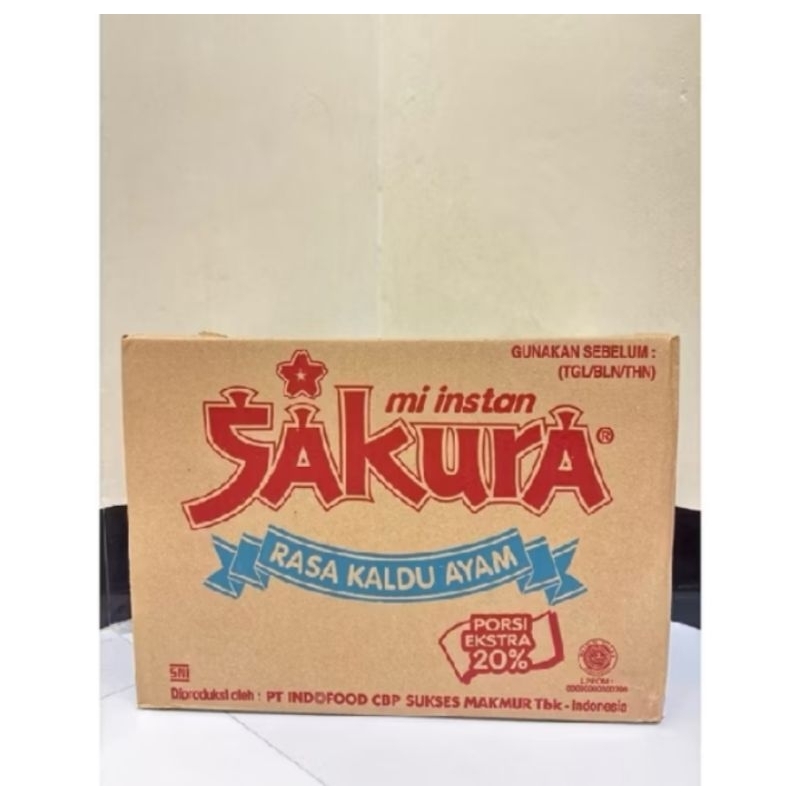 GUNAKAN SEBELUM :
(TGL/BLN/THN)
mi instan
SAKURA®
RASA KALDU AYAM
PORSI
EKSTRA
20%
SNI
Diproduksi oleh : PT INDOFOOD CBP SUKSES MAKMUR Tbk - Indonesia